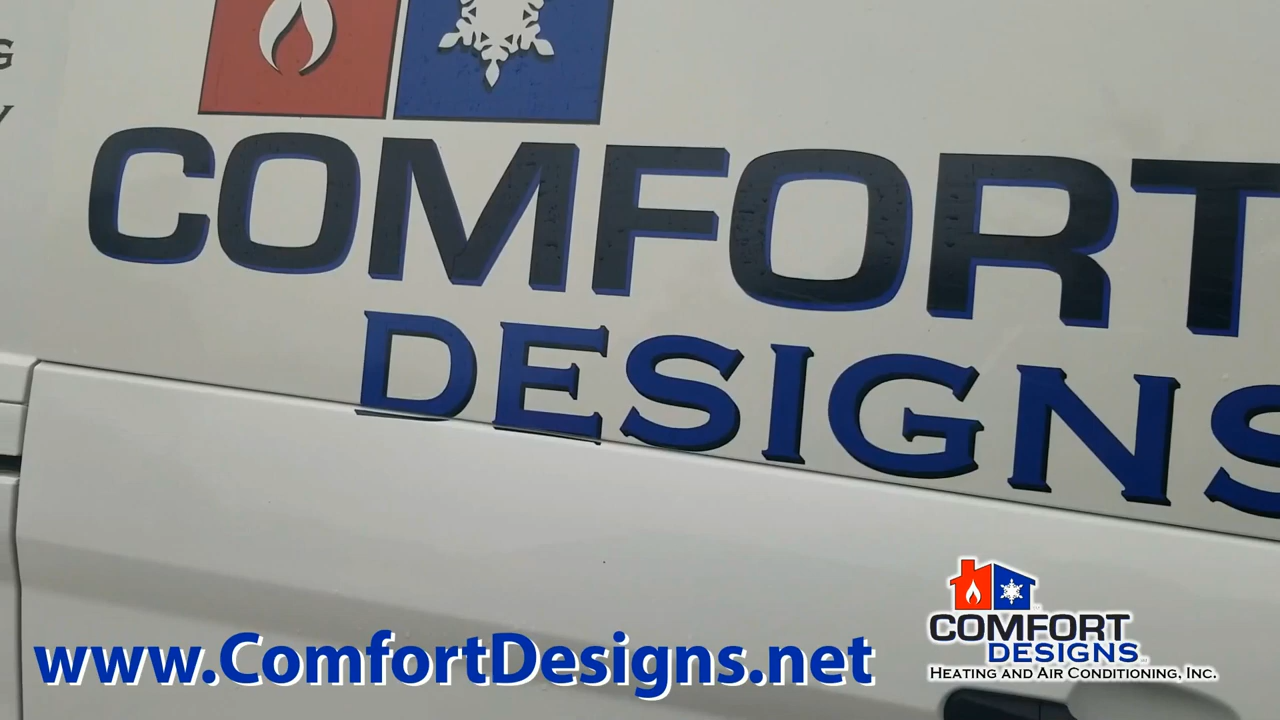 G
Y
COMFORT
DESIGNS
www.ComfortDesigns.net
COMFORT
DESIGNS
HEATING AND AIR CONDITIONING, INC.